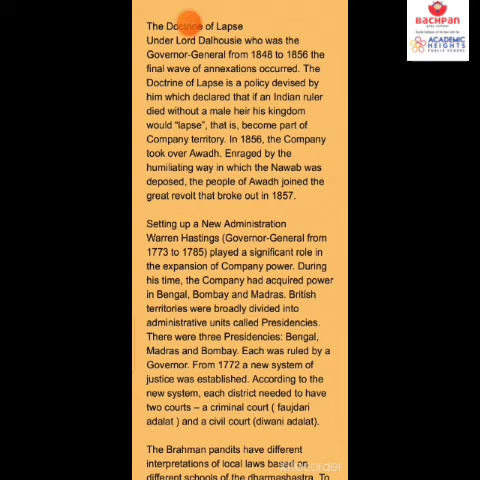 BACHPAN
ACADEMIC
HEIGHTS
PUBLIC SCHOOL
The Doctrine of Lapse
Under Lord Dalhousie who was the
Governor-General from 1848 to 1856 the
final wave of annexations occurred. The
Doctrine of Lapse is a policy devised by
him which declared that if an Indian ruler
died without a male heir his kingdom
would “lapse”, that is, become part of
Company territory. In 1856, the Company
took over Awadh. Enraged by the
humiliating way in which the Nawab was
deposed, the people of Awadh joined the
great revolt that broke out in 1857.
Setting up a New Administration
Warren Hastings (Governor-General from
1773 to 1785) played a significant role in
the expansion of Company power. During
his time, the Company had acquired power
in Bengal, Bombay and Madras. British
territories were broadly divided into
administrative units called Presidencies.
There were three Presidencies: Bengal,
Madras and Bombay. Each was ruled by a
Governor. From 1772 a new system of
justice was established. According to the
new system, each district needed to have
two courts – a criminal court ( faujdari
adalat ) and a civil court (diwani adalat).
The Brahman pandits have different
interpretations of local laws based on
different schools of the dharmashastra. To